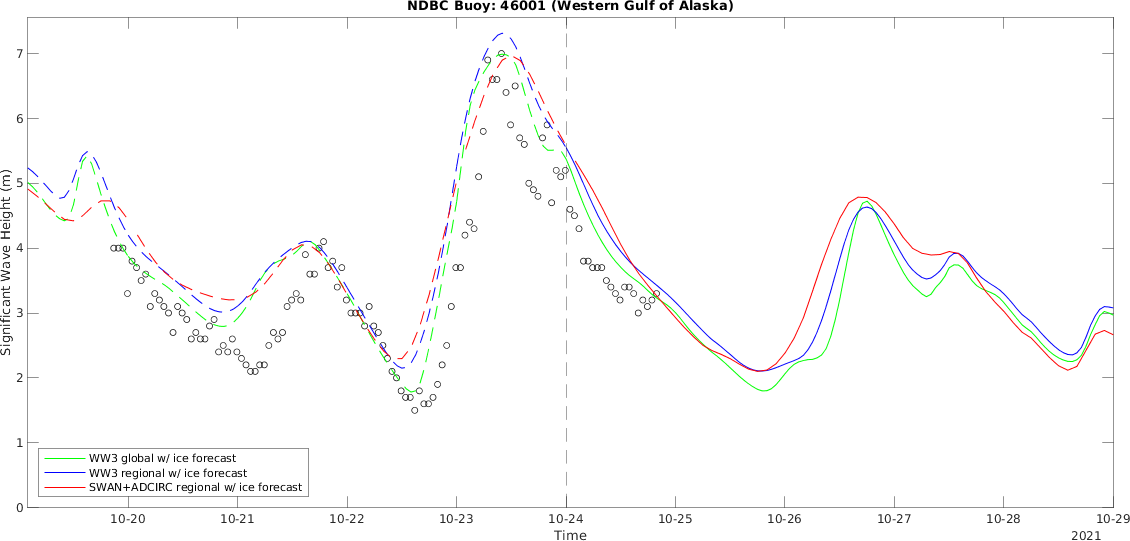 NDBC Buoy: 46001 (Western Gulf of Alaska)
Significant Wave Height (m)
7
6
5
4
3
2
1
0
WW3 global w/ ice forecast
WW3 regional w/ ice forecast
SWAN+ADCIRC regional w/ ice forecast
10-20 10-21 10-22 10-23 10-24 10-25 10-26 10-27 10-28 10-29
Time
2021